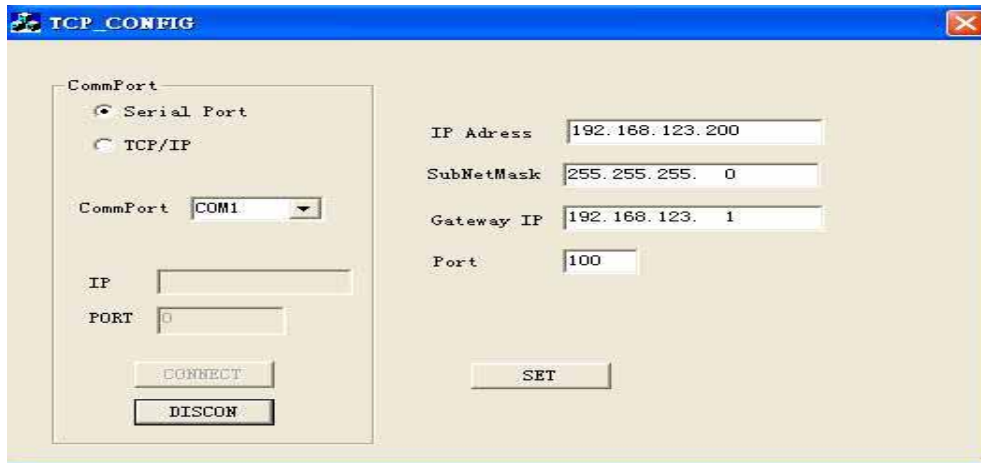 TCP_CONFIG
CommPort
Serial Port
TCP/IP
CommPort COM1
IP
PORT 0
CONNECT
DISCON
IP Adress 192.168.123.200
SubNetMask 255.255.255. 0
Gateway IP 192.168.123. 1
Port 100
SET